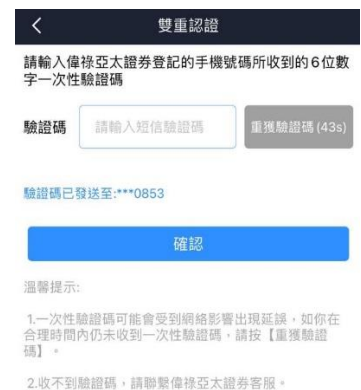 雙重認證
請輸入偉祿亞太證券登記的手機號碼所收到的6位數
字一次性驗證碼
驗證碼 請輸入短信驗證碼 重獲驗證碼(43s)
驗證碼已發送至:***0853
確認
溫馨提示:
1.一次性驗證碼可能會受到網絡影響出現延誤，如你在
合理時間內仍未收到一次性驗證碼，請按【重獲驗證
碼】。
2.收不到驗證碼，請聯繫偉祿亞太證券客服。